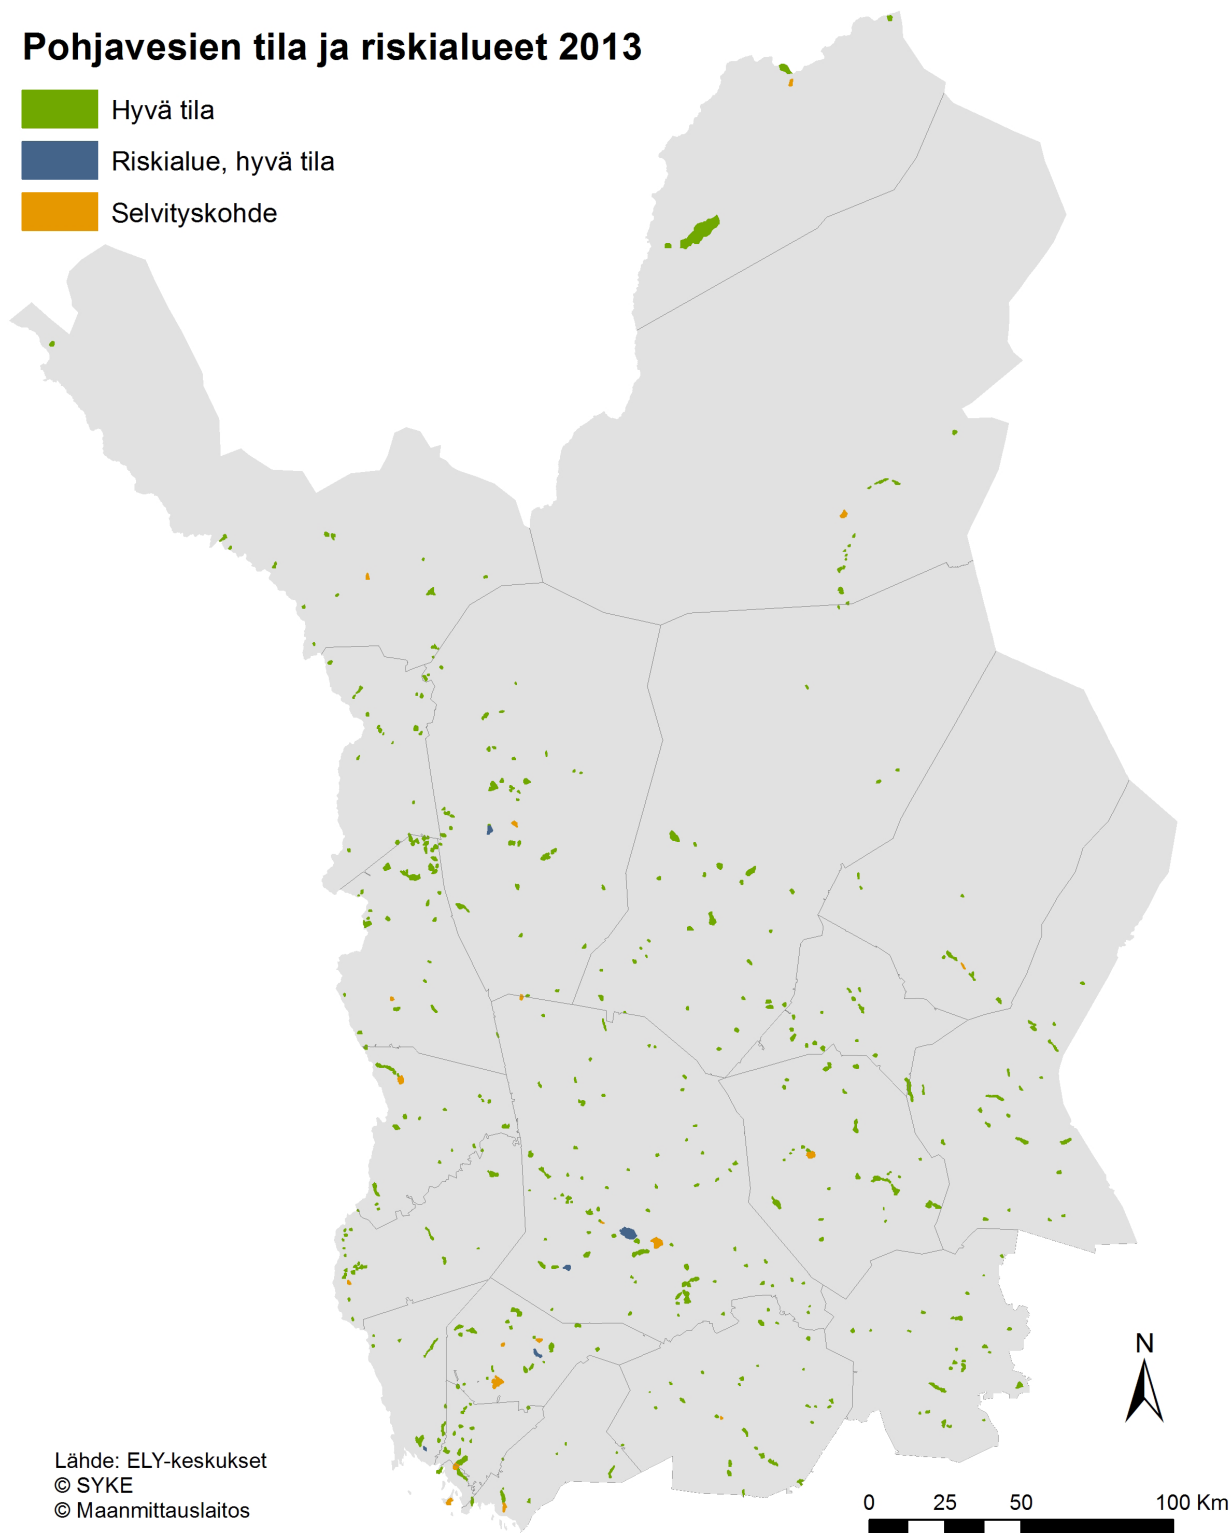 Pohjavesien tila ja riskialueet 2013
Hyvä tila
Riskialue, hyvä tila
Selvityskohde
N
Lähde: ELY-keskukset
© SYKE
© Maanmittauslaitos
0 25 50 100 Km